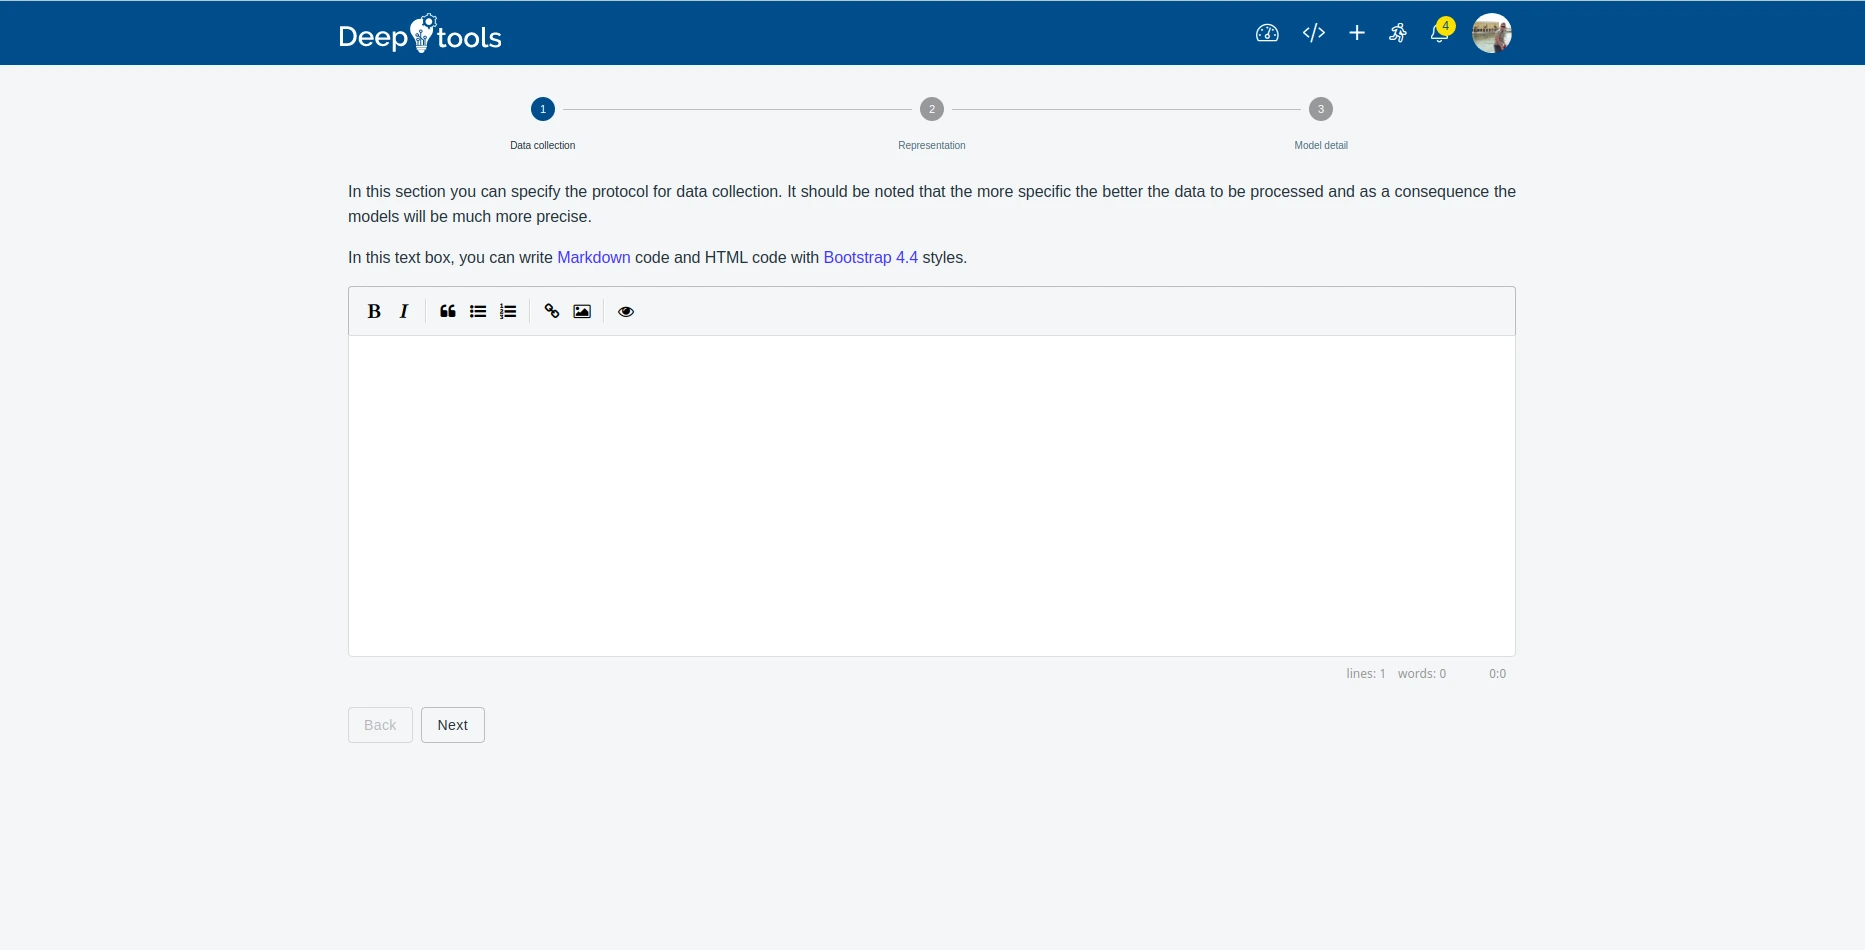 Deep tools
4
1
2
3
Data collection
Representation
Model detail
In this section you can specify the protocol for data collection. It should be noted that the more specific the better the data to be processed and as a consequence the
models will be much more precise.
In this text box, you can write Markdown code and HTML code with Bootstrap 4.4 styles.
B I
lines: 1 words: 0 0:0
Back Next